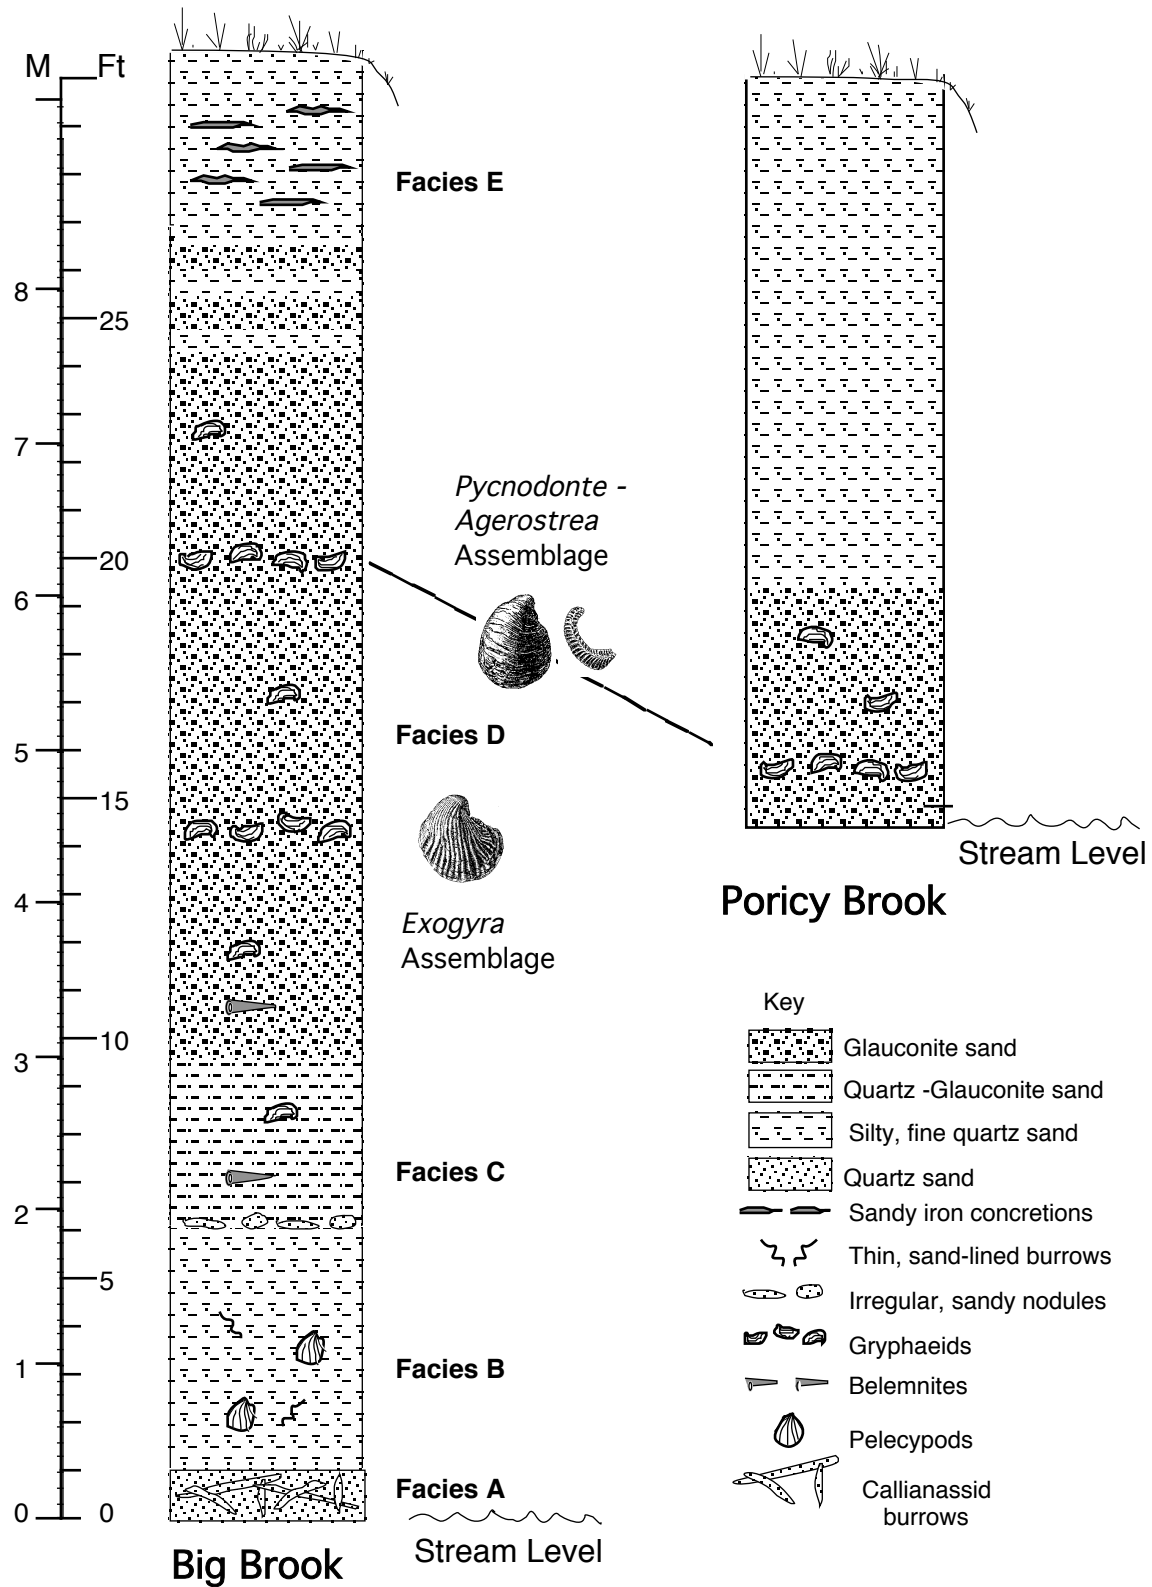 M Ft
Facies E
8
25
7
Pycnodonte -
Agerostrea
Assemblage
20
6
Facies D
5
15
Exogyra
Assemblage
4
10
3
Facies C
2
5
Facies B
1
Facies A
0 0
Stream Level
Big Brook
Stream Level
Poricy Brook
Key
Glauconite sand
Quartz -Glauconite sand
Silty, fine quartz sand
Quartz sand
Sandy iron concretions
Thin, sand-lined burrows
Irregular, sandy nodules
Gryphaeids
Belemnites
Pelecypods
Callianassid
burrows